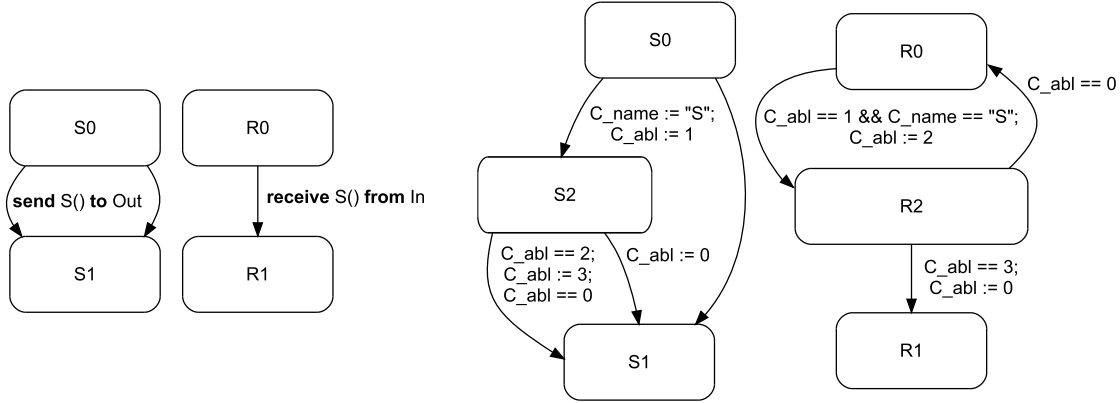 S0
send S() to Out
S1
R0
receive S() from In
R1
S0
C_name := "S";
C_abl := 1
S2
C_abl == 2;
C_abl := 3;
C_abl == 0
C_abl := 0
S1
R0
C_abl == 0
C_abl == 1 && C_name == "S";
C_abl := 2
R2
C_abl == 3;
C_abl := 0
R1